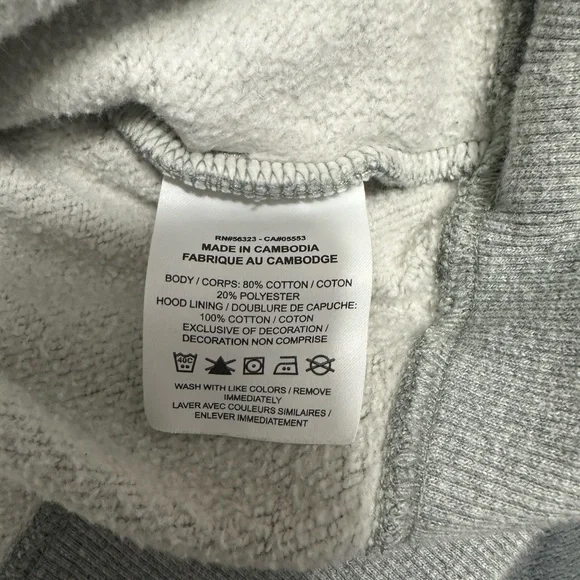 RN#56323 - CA#05553
MADE IN CAMBODIA
FABRIQUE AU CAMBODGE
BODY / CORPS: 80% COTTON / COTON
20% POLYESTER
HOOD LINING / DOUBLURE DE CAPUCHE:
100% COTTON / COTON
EXCLUSIVE OF DECORATION /
DECORATION NON COMPRISE
40C
WASH WITH LIKE COLORS / REMOVE
IMMEDIATELY
LAVER AVEC COULEURS SIMILAIRES /
ENLEVER IMMEDIATEMENT